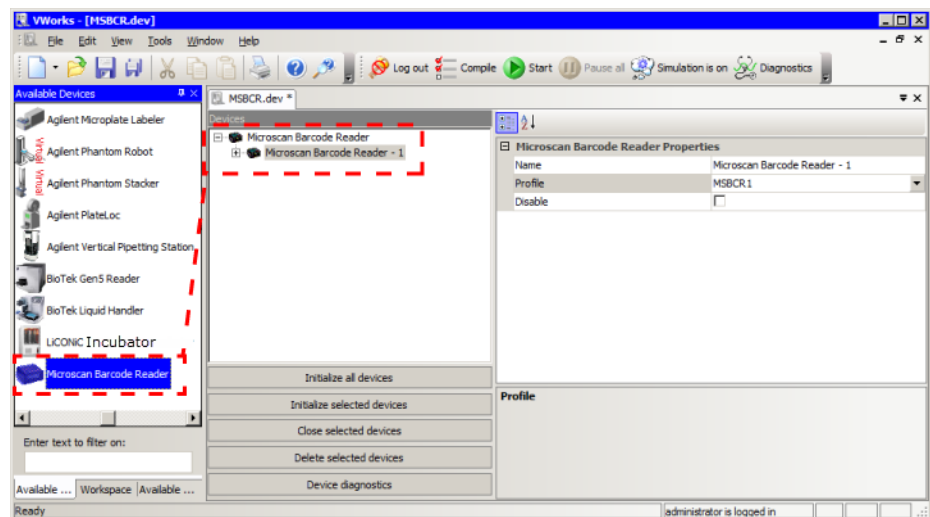 VWorks - [MSBCR.dev]
File Edit View Tools Window Help
Log out Compile Start Pause all Simulation is on Diagnostics
Available Devices
Agilent Microplate Labeler
Virtual
Agilent Phantom Robot
Virtual
Agilent Phantom Stacker
Agilent PlateLoc
Agilent Vertical Pipetting Station
BioTek Gen5 Reader
BioTek Liquid Handler
LiCONiC Incubator
Microscan Barcode Reader
Enter text to filter on:
Available ... Workspace Available ...
MSBCR.dev *
Devices
Microscan Barcode Reader
Microscan Barcode Reader - 1
Initialize all devices
Initialize selected devices
Close selected devices
Delete selected devices
Device diagnostics
Microscan Barcode Reader Properties
Name Microscan Barcode Reader - 1
Profile MSBCR1
Disable
Profile
Ready administrator is logged in